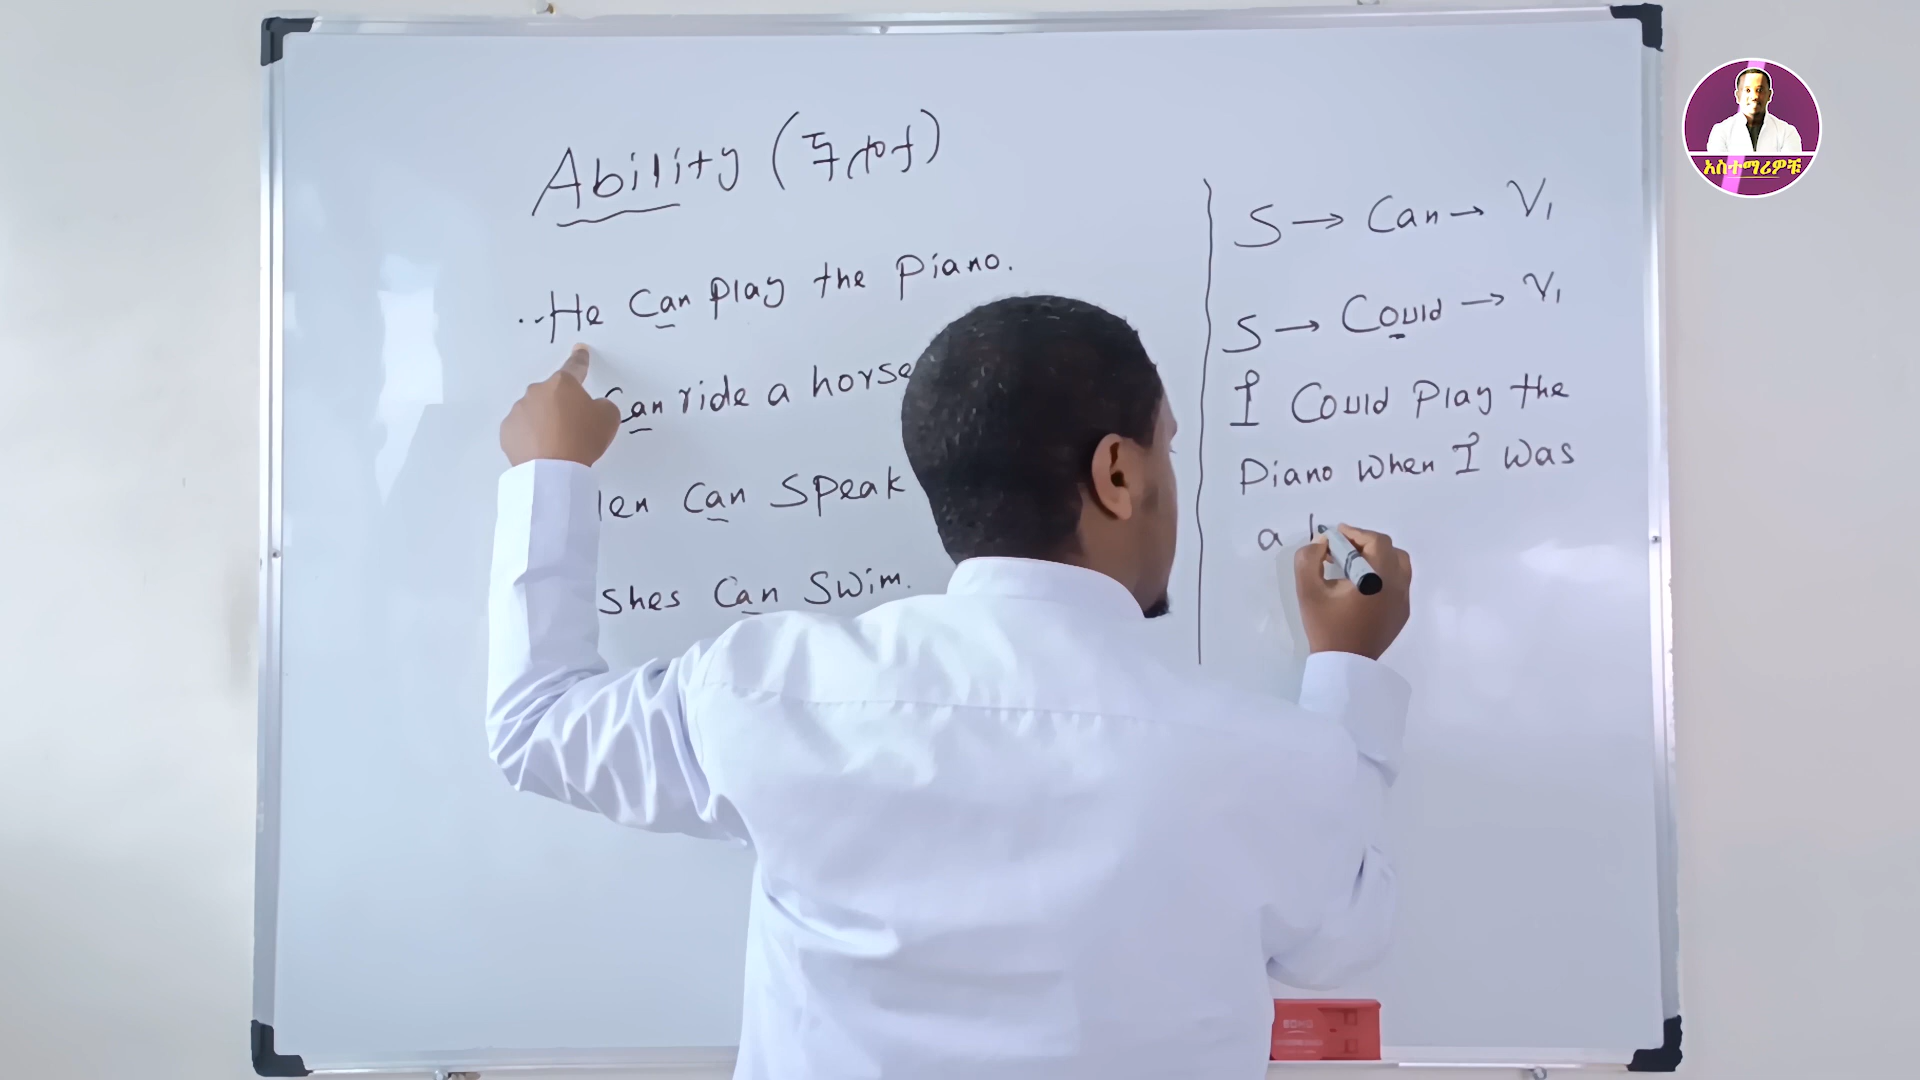 Ability (ችሎታ)
He Can Play the Piano.
Can ride a horse
len Can Speak
shes Can Swim.
S → Can → V1
S → Could → V1
I Could Play the
Piano when I was
a
አስተማሪዎቹ